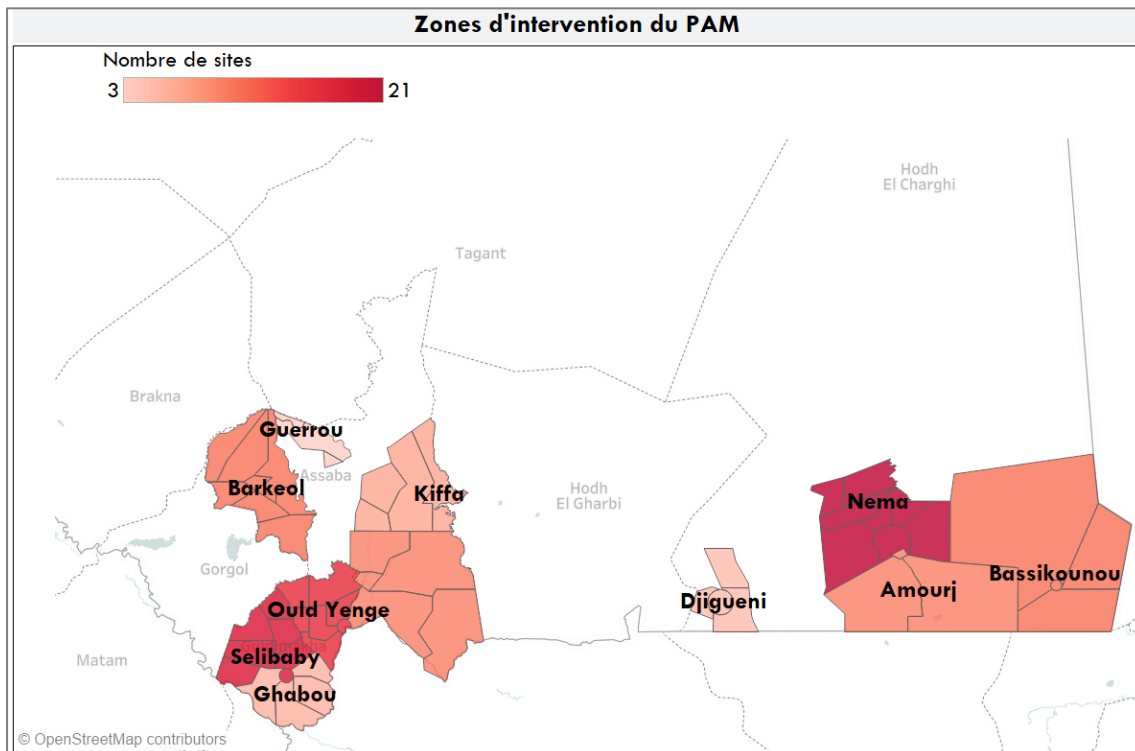 Zones d'intervention du PAM
Nombre de sites
3
21
Hodh
El Charghi
Tagant
Brakna
Guerrou
Assaba
Barkeol
Kiffa
Hodh
El Gharbi
Nema
Gorgol
Bassikounou
Amourj
Djigueni
Ould Yenge
Selibaby
Matam
Ghabou
© OpenStreetMap contributors